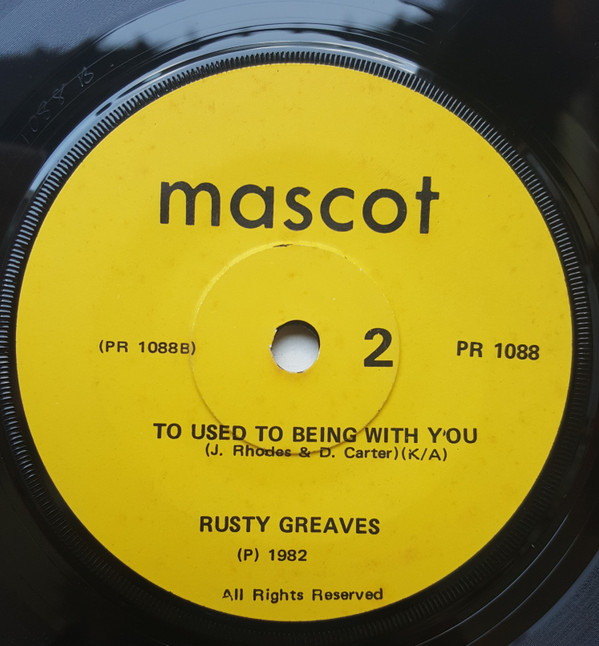 mascot
(PR 1088B)
2
PR 1088
TO USED TO BEING WITH Y'OU
(J. Rhodes & D. Carter)(K/A)
RUSTY GREAVES
(P) 1982
All Rights Reserved